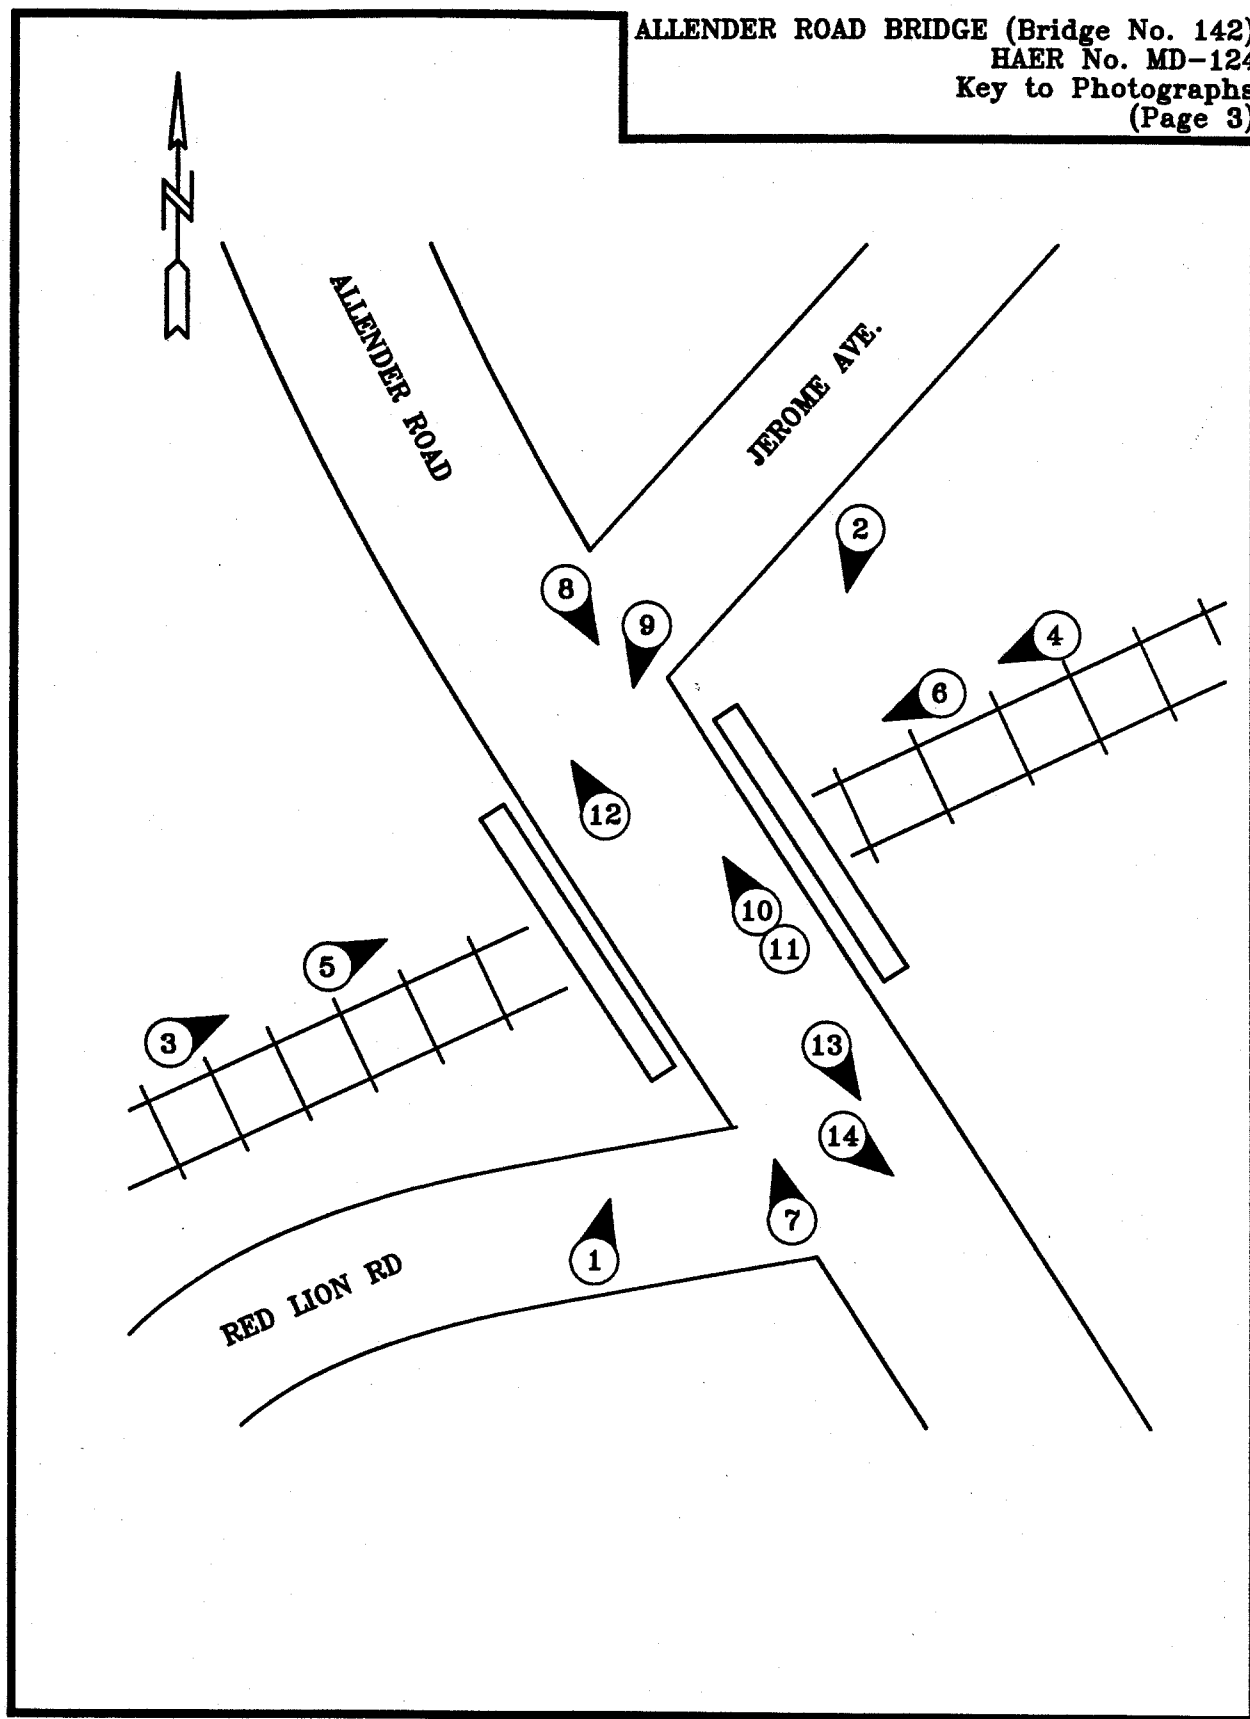 ALLENDER ROAD BRIDGE (Bridge No. 142)
HAER No. MD-124
Key to Photographs
(Page 3)
N
ALLENDER ROAD
JEROME AVE.
2
8
9
4
6
12
10
11
5
3
13
14
7
1
RED LION RD